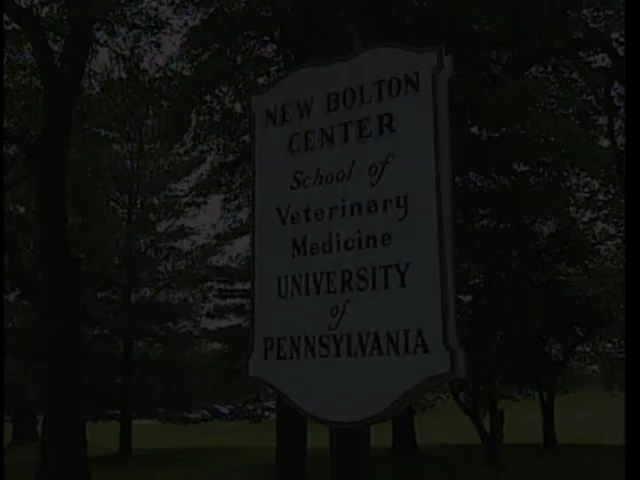 NEW BOLTON
CENTER
School of
Veterinary
Medicine
UNIVERSITY
of
PENNSYLVANIA